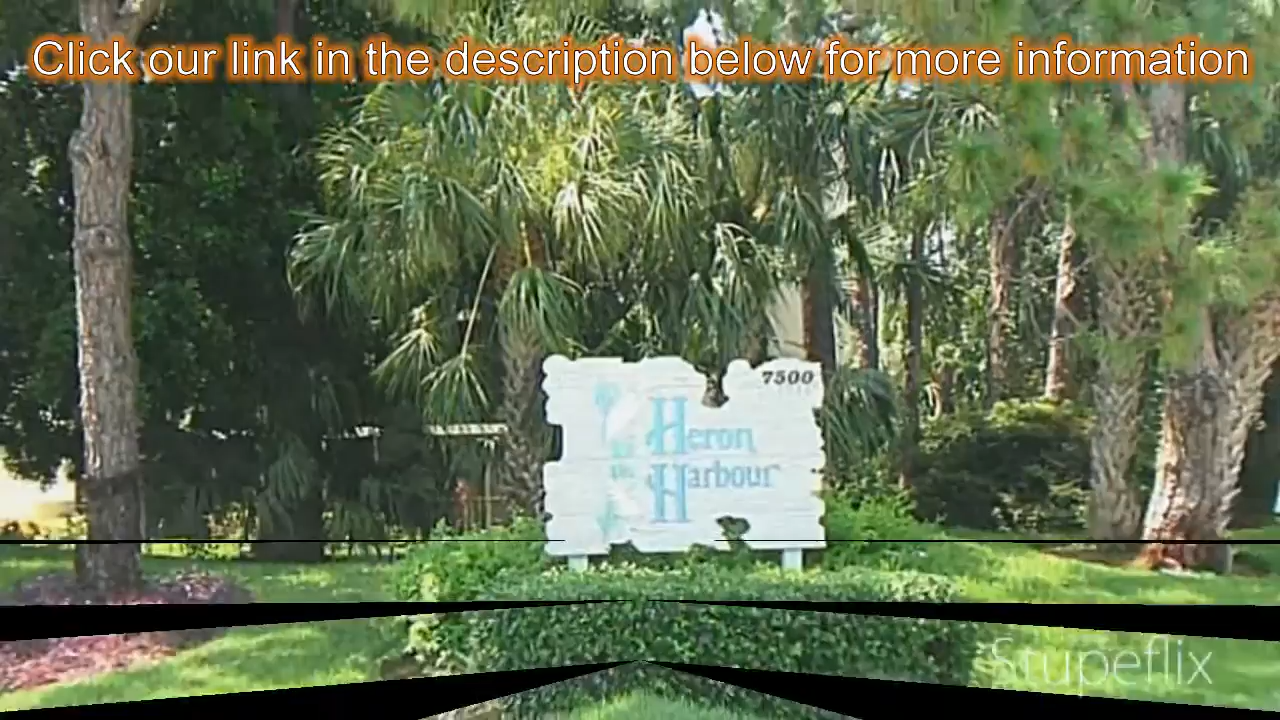 Click our link in the description below for more information
7500
Heron
Harbour
Stupeflix